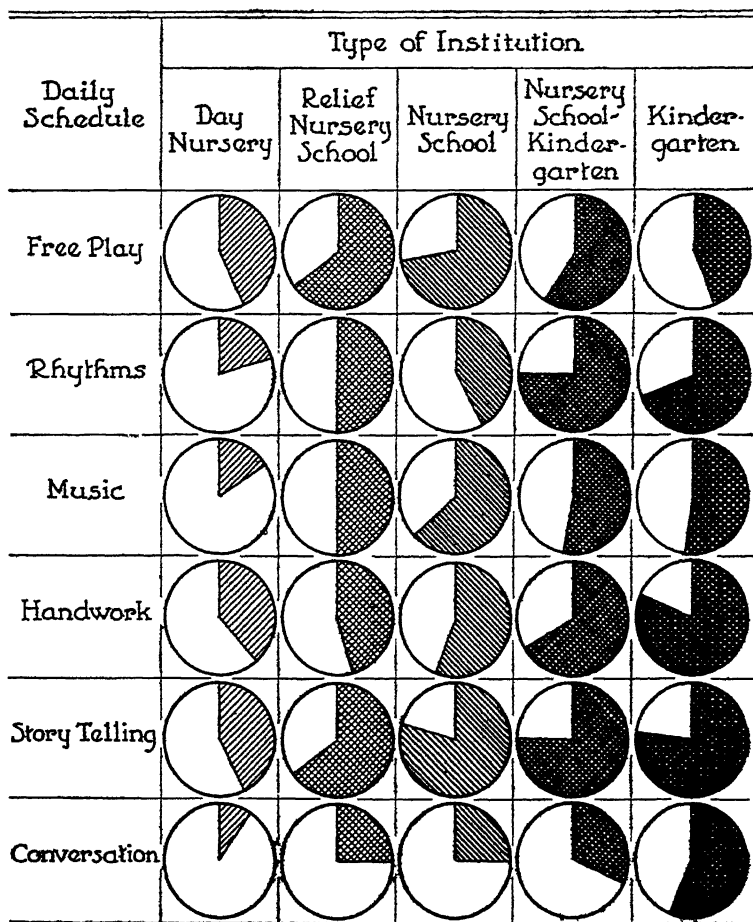 Type of Institution
Daily
Schedule
Day
Nursery
Relief
Nursery
School
Nursery
School
Nursery
School-
Kinder-
garten
Kinder-
garten
Free Play
Rhythms
Music
Handwork
Story Telling
Conversation